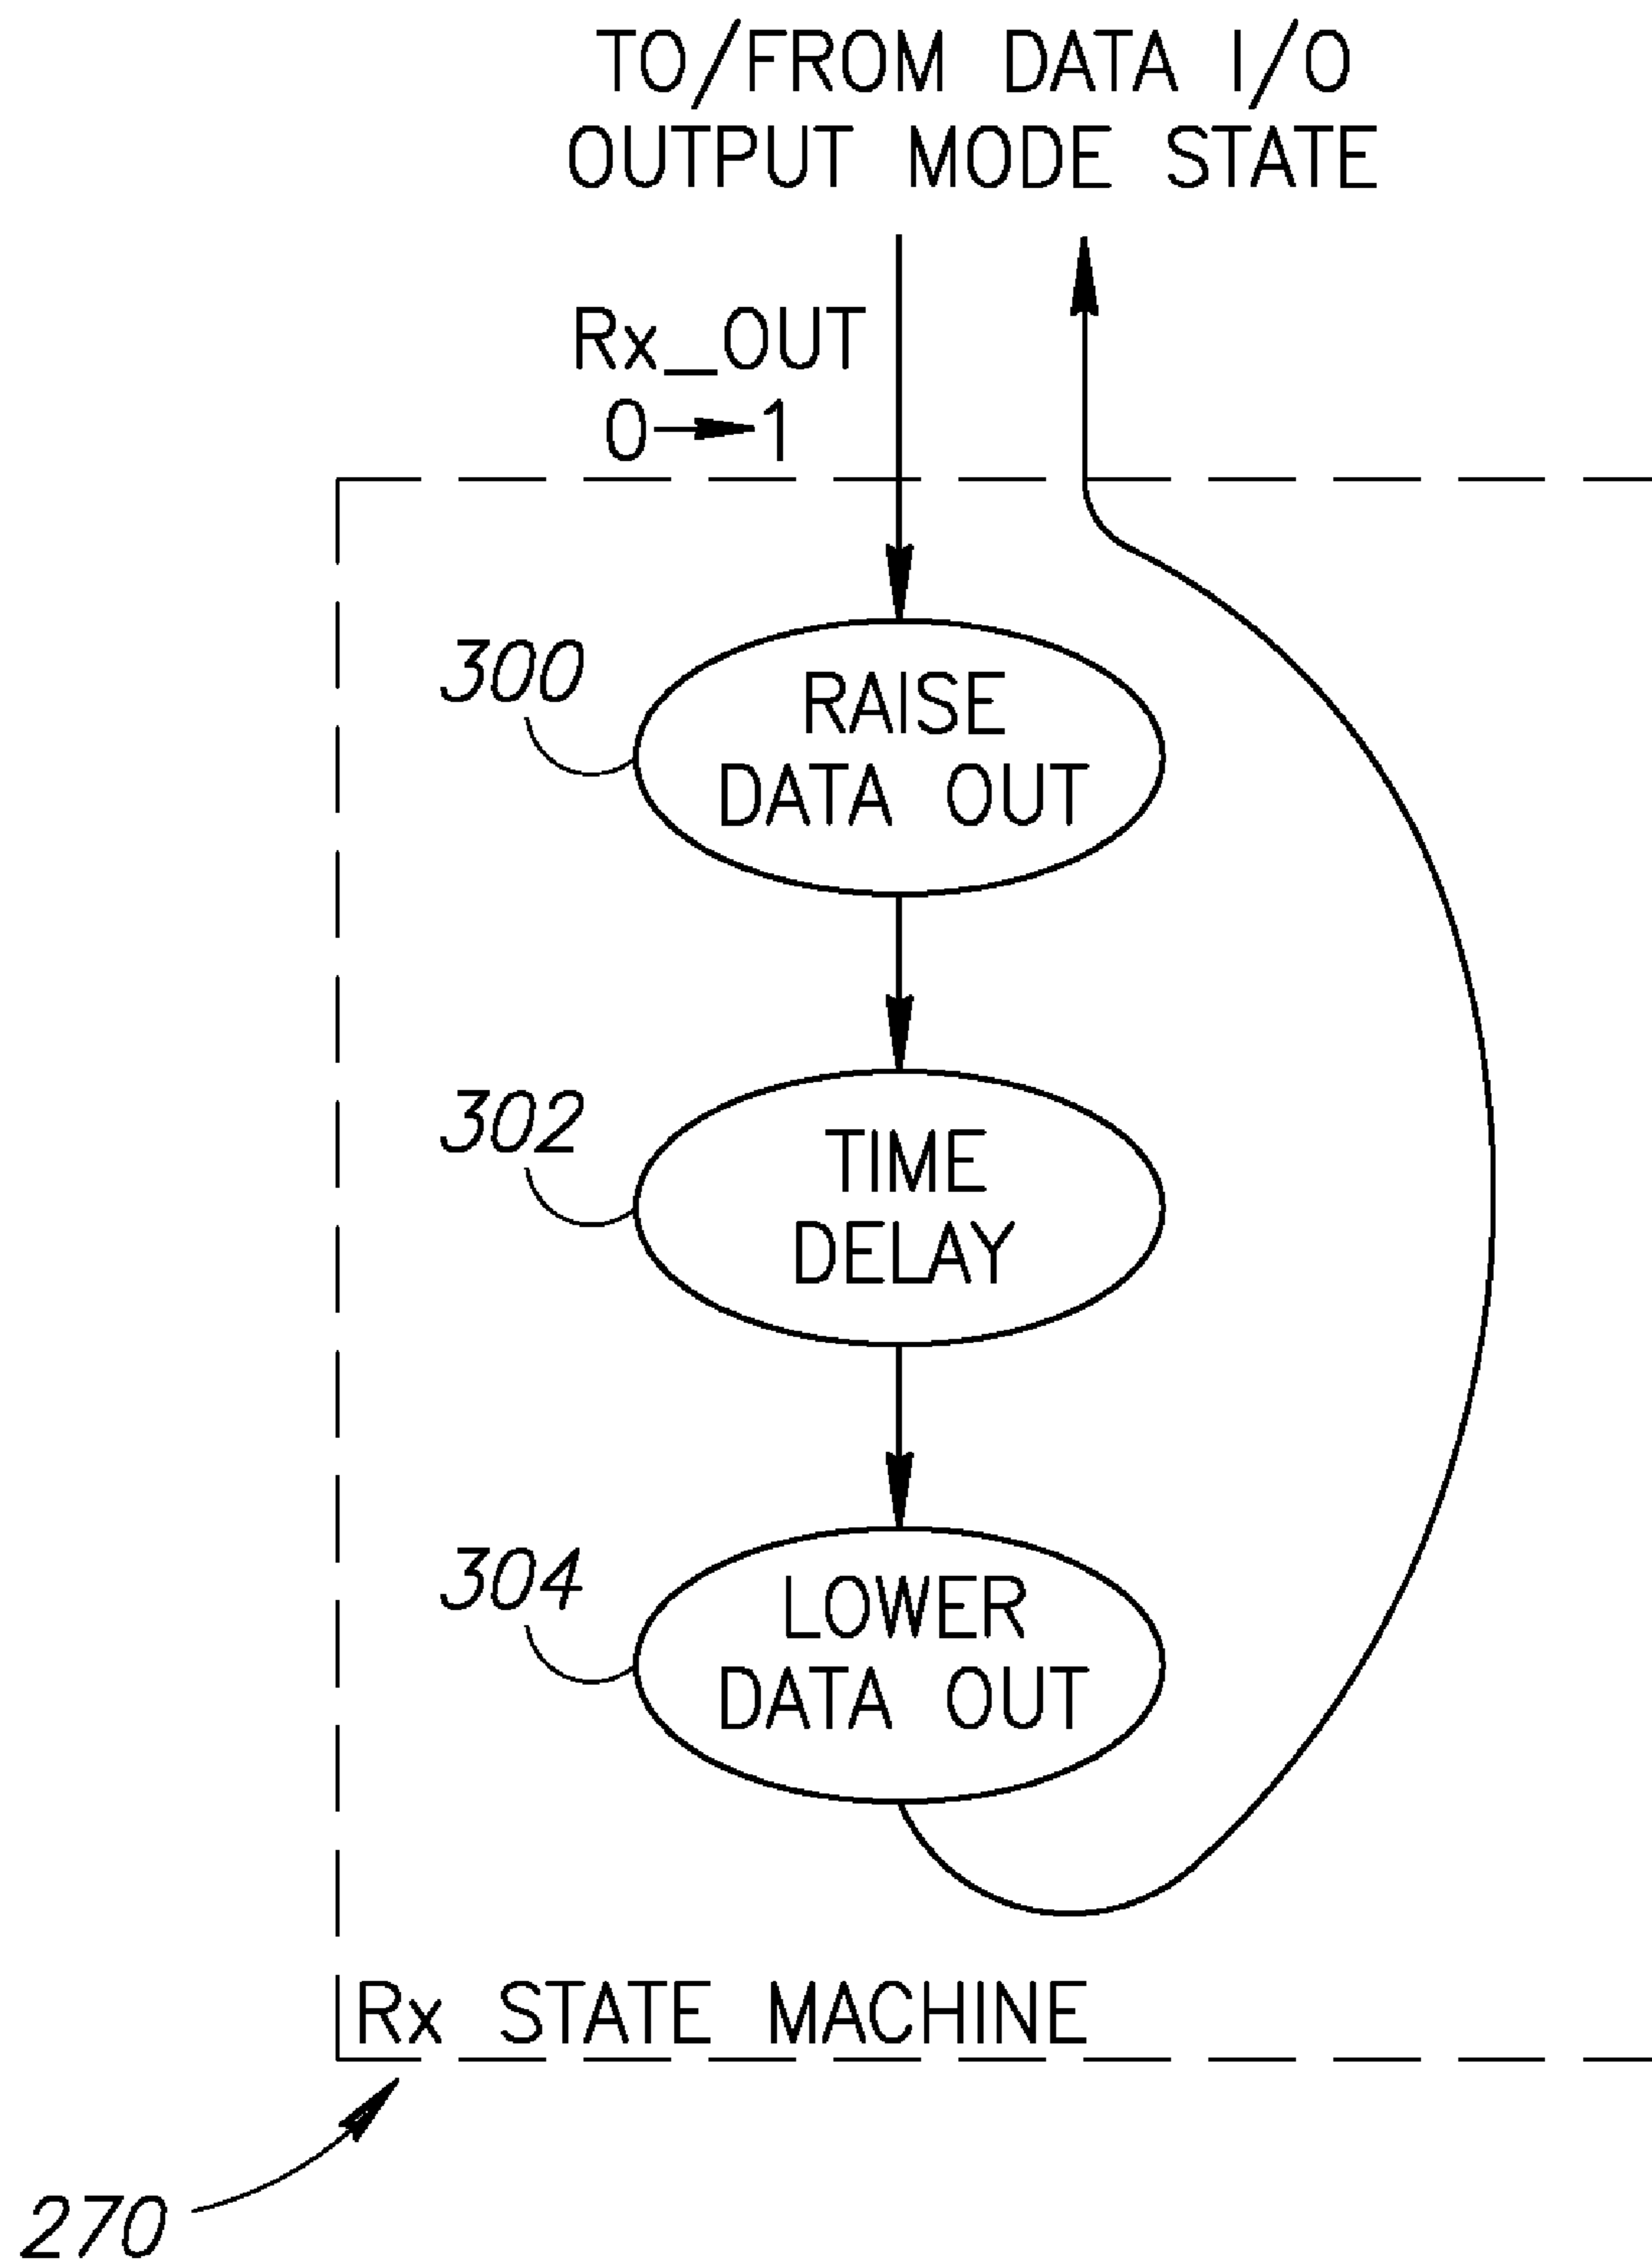 TO/FROM DATA I/O
OUTPUT MODE STATE
Rx_OUT
0→1
300
RAISE
DATA OUT
302
TIME
DELAY
304
LOWER
DATA OUT
Rx STATE MACHINE
270